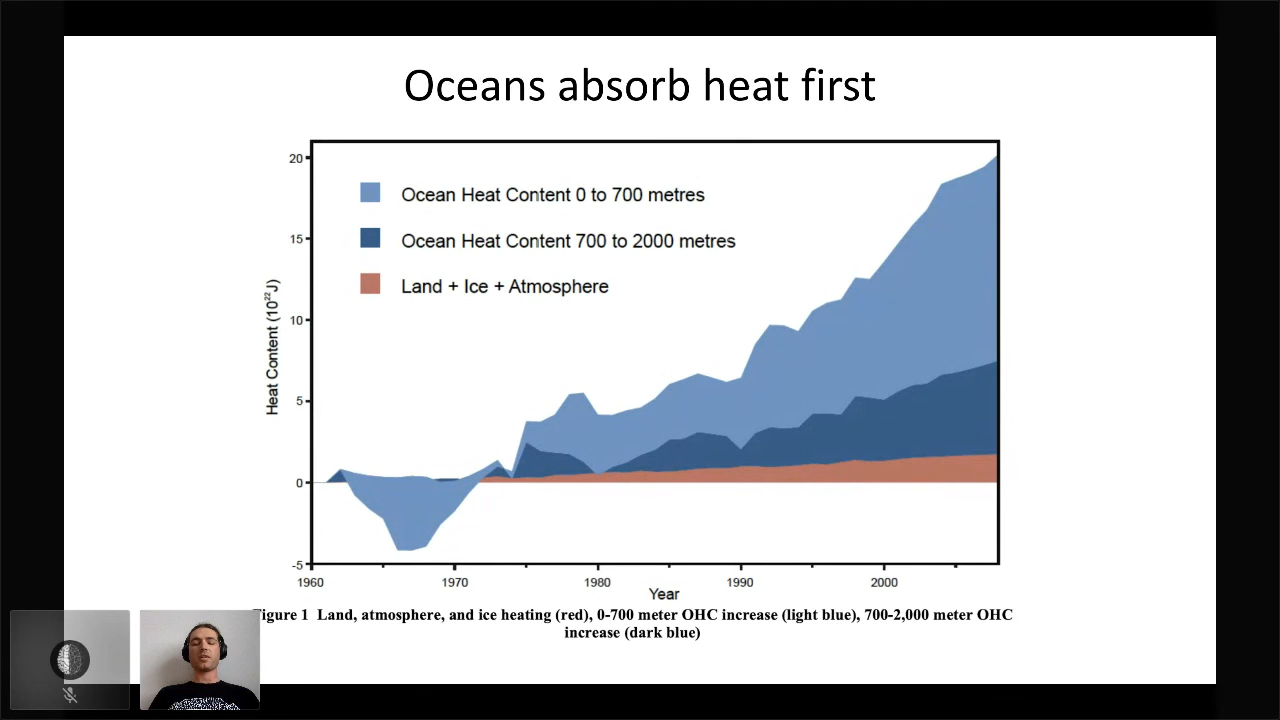 Oceans absorb heat first
20
Ocean Heat Content 0 to 700 metres
15
Ocean Heat Content 700 to 2000 metres
Land + Ice + Atmosphere
Heat Content (10²²J)
10
5
0
-5
1960 1970 1980 1990 2000
Year
Figure 1 Land, atmosphere, and ice heating (red), 0-700 meter OHC increase (light blue), 700-2,000 meter OHC
increase (dark blue)